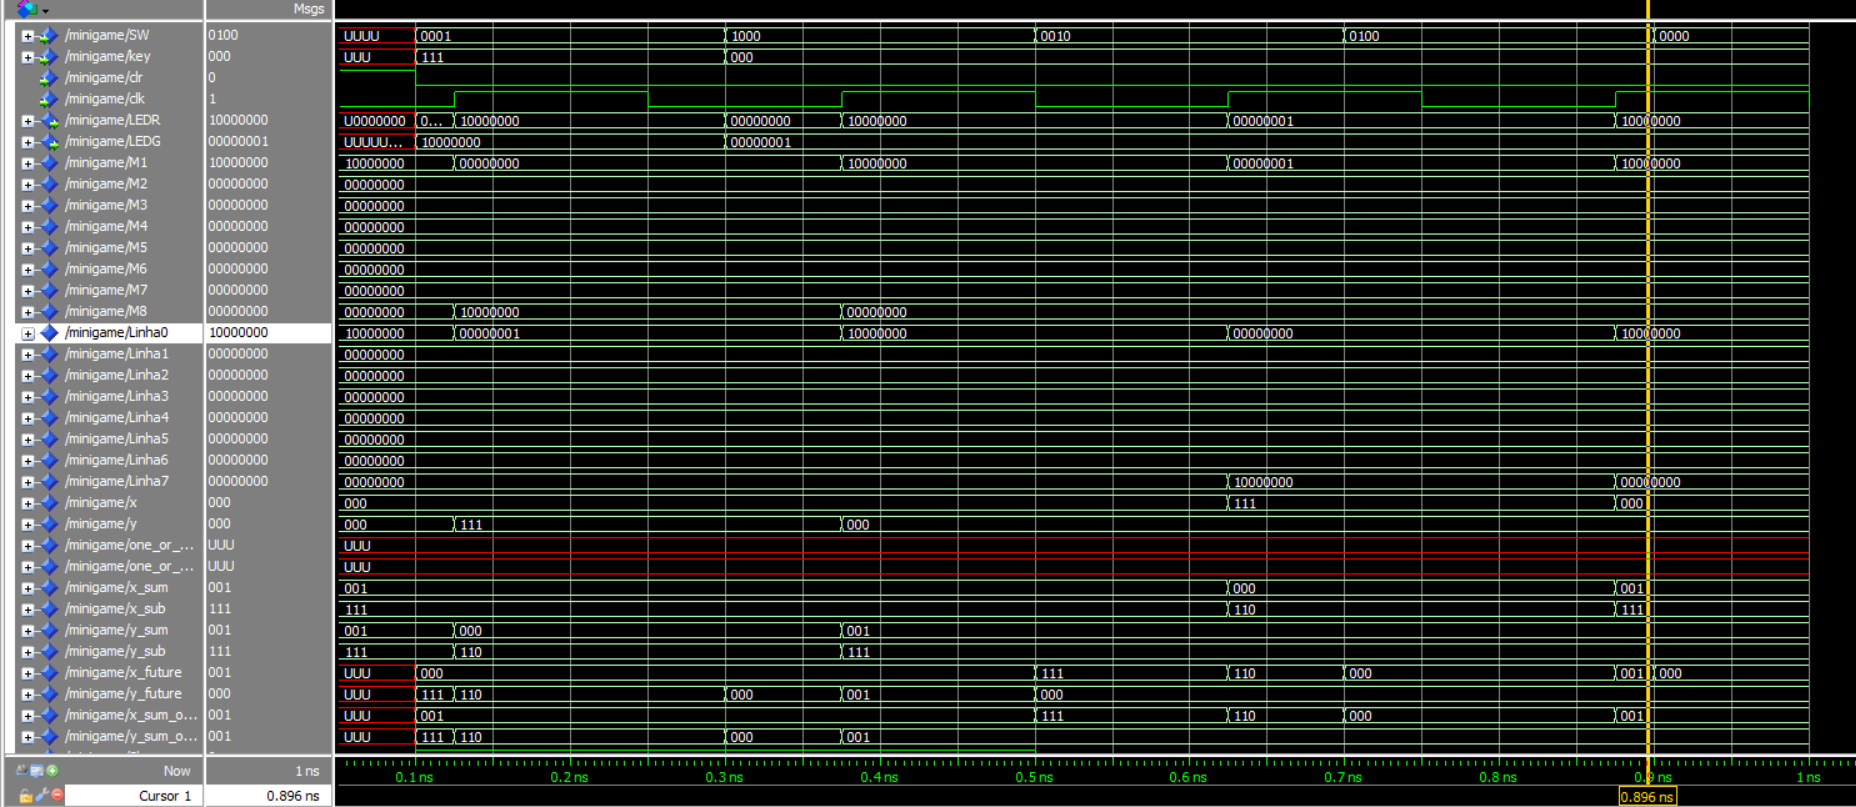 Msgs
/minigame/SW 0100 UUUU 0001 1000 0010 0100 0000
/minigame/key 000 UUU 111 000
/minigame/clr 0
/minigame/clk 1
/minigame/LEDR 10000000 U0000000 0... 10000000 00000000 10000000 00000001 10000000
/minigame/LEDG 00000001 UUUUU... 10000000 00000001
/minigame/M1 10000000 10000000 00000000 10000000 00000001 10000000
/minigame/M2 00000000 00000000
/minigame/M3 00000000 00000000
/minigame/M4 00000000 00000000
/minigame/M5 00000000 00000000
/minigame/M6 00000000 00000000
/minigame/M7 00000000 00000000
/minigame/M8 00000000 00000000 10000000 00000000
/minigame/Linha0 10000000 10000000 00000001 10000000 00000000 10000000
/minigame/Linha1 00000000 00000000
/minigame/Linha2 00000000 00000000
/minigame/Linha3 00000000 00000000
/minigame/Linha4 00000000 00000000
/minigame/Linha5 00000000 00000000
/minigame/Linha6 00000000 00000000
/minigame/Linha7 00000000 00000000 10000000 00000000
/minigame/x 000 000 111 000
/minigame/y 000 000 111 000
/minigame/one_or_... UUU UUU
/minigame/one_or_... UUU UUU
/minigame/x_sum 001 001 000 001
/minigame/x_sub 111 111 110 111
/minigame/y_sum 001 001 000 001
/minigame/y_sub 111 111 110 111
/minigame/x_future 001 UUU 000 111 110 000 001 000
/minigame/y_future 000 UUU 111 110 000 001 000
/minigame/x_sum_o... 001 UUU 001 111 110 000 001
/minigame/y_sum_o... 001 UUU 111 110 000 001
Now 1 ns 0.1 ns 0.2 ns 0.3 ns 0.4 ns 0.5 ns 0.6 ns 0.7 ns 0.8 ns 0.9 ns 1 ns
Cursor 1 0.896 ns 0.896 ns